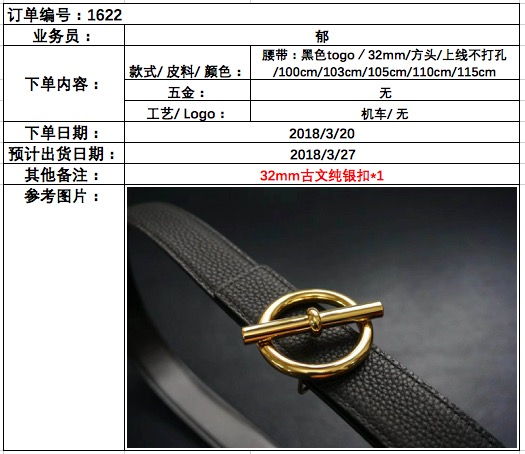 订单编号：1622
业务员： 郁
下单内容： 款式/ 皮料/ 颜色： 腰带：黑色togo / 32mm/方头/上线不打孔
/100cm/103cm/105cm/110cm/115cm
五金： 无
工艺/ Logo： 机车/ 无
下单日期： 2018/3/20
预计出货日期： 2018/3/27
其他备注： 32mm古文纯银扣*1
参考图片：